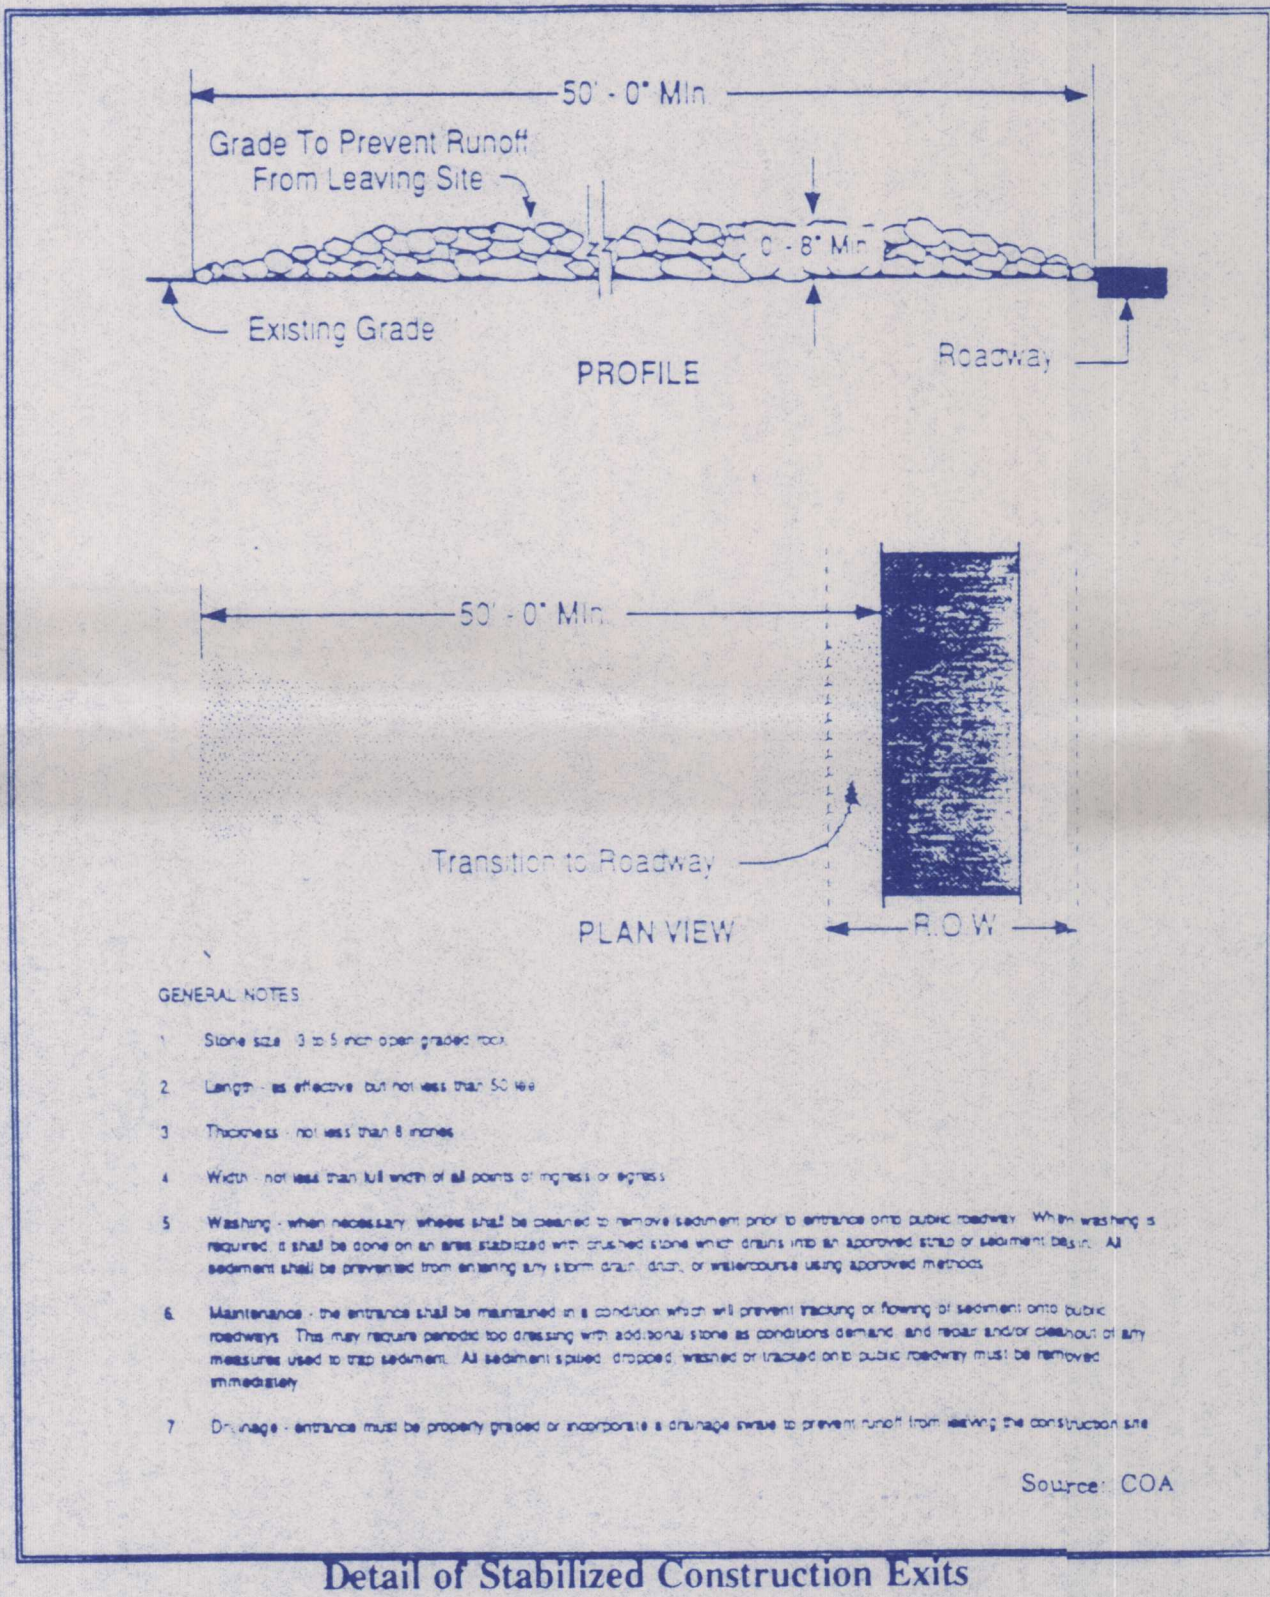 50' - 0" Min.
Grade To Prevent Runoff
From Leaving Site
0' - 8" Min
Existing Grade
Roadway
PROFILE
50' - 0" Min.
Transition to Roadway
PLAN VIEW
R.O.W
GENERAL NOTES
1 Stone size 3 to 5 inch open graded rock.
2 Length - as effective but not less than 50 feet
3 Thickness - not less than 8 inches
4 Width - not less than full width of all points of ingress or egress
5 Washing - when necessary, wheels shall be cleaned to remove sediment prior to entrance onto public roadway. When washing is
required, it shall be done on an area stabilized with crushed stone which drains into an approved strap or sediment basin. All
sediment shall be prevented from entering any storm drain, ditch, or watercourse using approved methods
6. Maintenance - the entrance shall be maintained in a condition which will prevent tracking or flowing of sediment onto public
roadways. This may require periodic top dressing with additional stone as conditions demand, and repair and/or cleanout of any
measures used to trap sediment. All sediment spilled, dropped, washed or tracked onto public roadway must be removed
immediately
7 Drainage - entrance must be properly graded or incorporate a drainage swale to prevent runoff from leaving the construction site
Source: COA
Detail of Stabilized Construction Exits